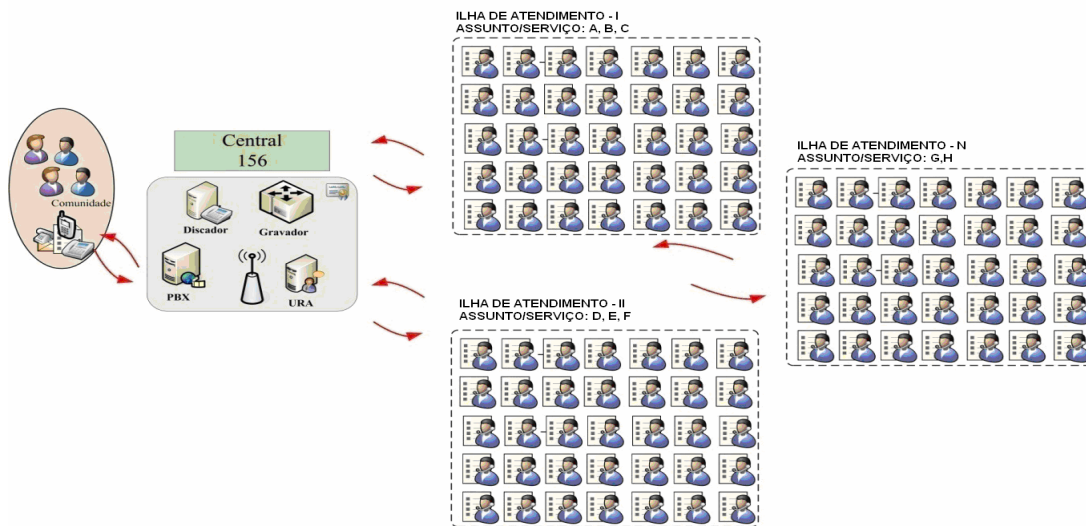 ILHA DE ATENDIMENTO - I
ASSUNTO/SERVIÇO: A, B, C
Central
156
Comunidade
Discador
Gravador
PBX
URA
ILHA DE ATENDIMENTO - II
ASSUNTO/SERVIÇO: D, E, F
ILHA DE ATENDIMENTO - N
ASSUNTO/SERVIÇO: G,H